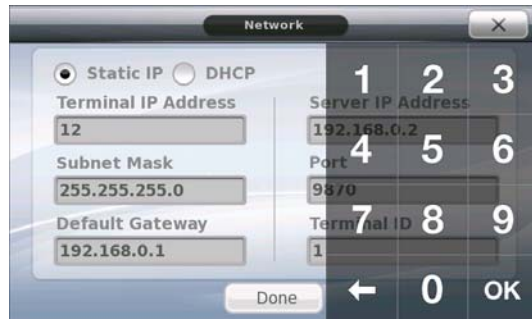 Network
Static IP DHCP
Terminal IP Address
12
Subnet Mask
255.255.255.0
Default Gateway
192.168.0.1
Server IP Address
192.168.0.2
Port
9870
Terminal ID
1
Done
1 2 3
4 5 6
7 8 9
0 OK